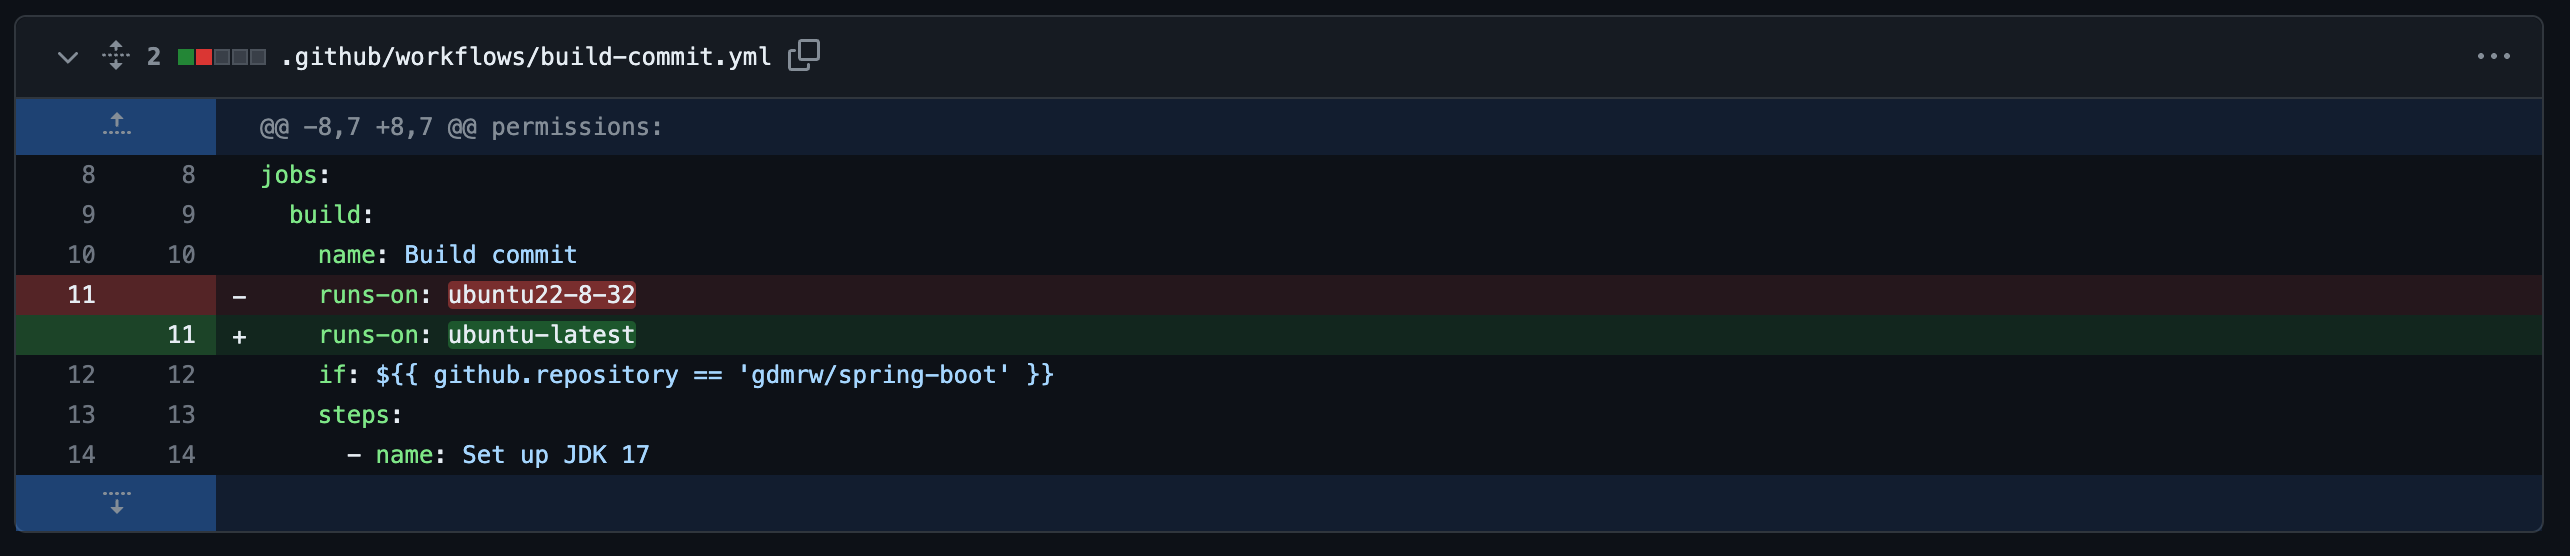 2 .github/workflows/build-commit.yml
@@ -8,7 +8,7 @@ permissions:
8 8 jobs:
9 9 build:
10 10 name: Build commit
11 - runs-on: ubuntu22-8-32
11 + runs-on: ubuntu-latest
12 12 if: ${{ github.repository == 'gdmrw/spring-boot' }}
13 13 steps:
14 14 - name: Set up JDK 17